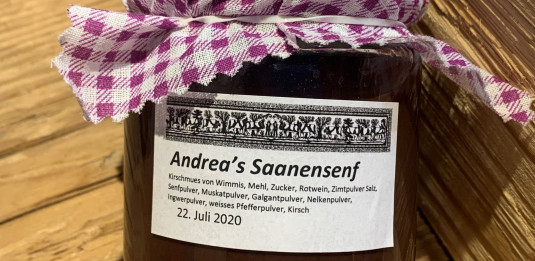 Andrea's Saanensenf
Kirschmues von Wimmis, Mehl, Zucker, Rotwein, Zimtpulver Salz,
Senfpulver, Muskatpulver, Galgantpulver, Nelkenpulver,
Ingwerpulver, weisses Pfefferpulver, Kirsch
22. Juli 2020